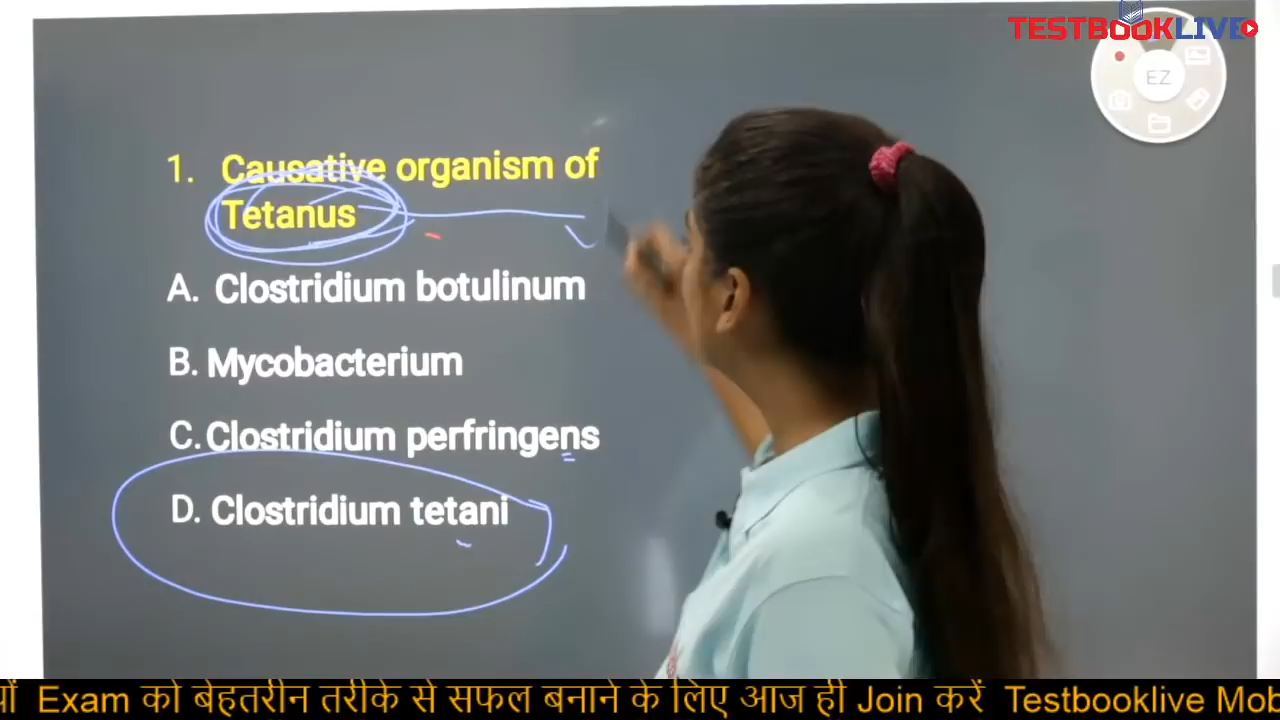 TESTBOOKLIVE
EZ
1. Causative organism of
Tetanus
A. Clostridium botulinum
B. Mycobacterium
C. Clostridium perfringens
D. Clostridium tetani
Exam को बेहतरीन तरीके से सफल बनाने के लिए आज ही Join करें Testbooklive